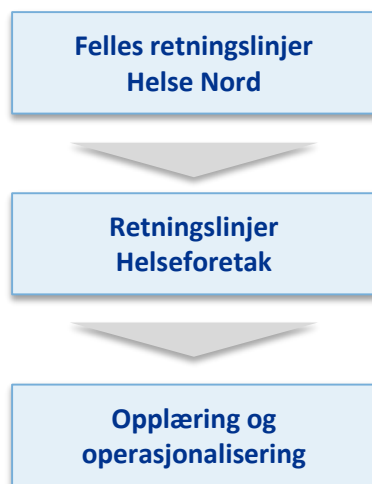 Felles retningslinjer
Helse Nord
Retningslinjer
Helseforetak
Opplæring og
operasjonalisering